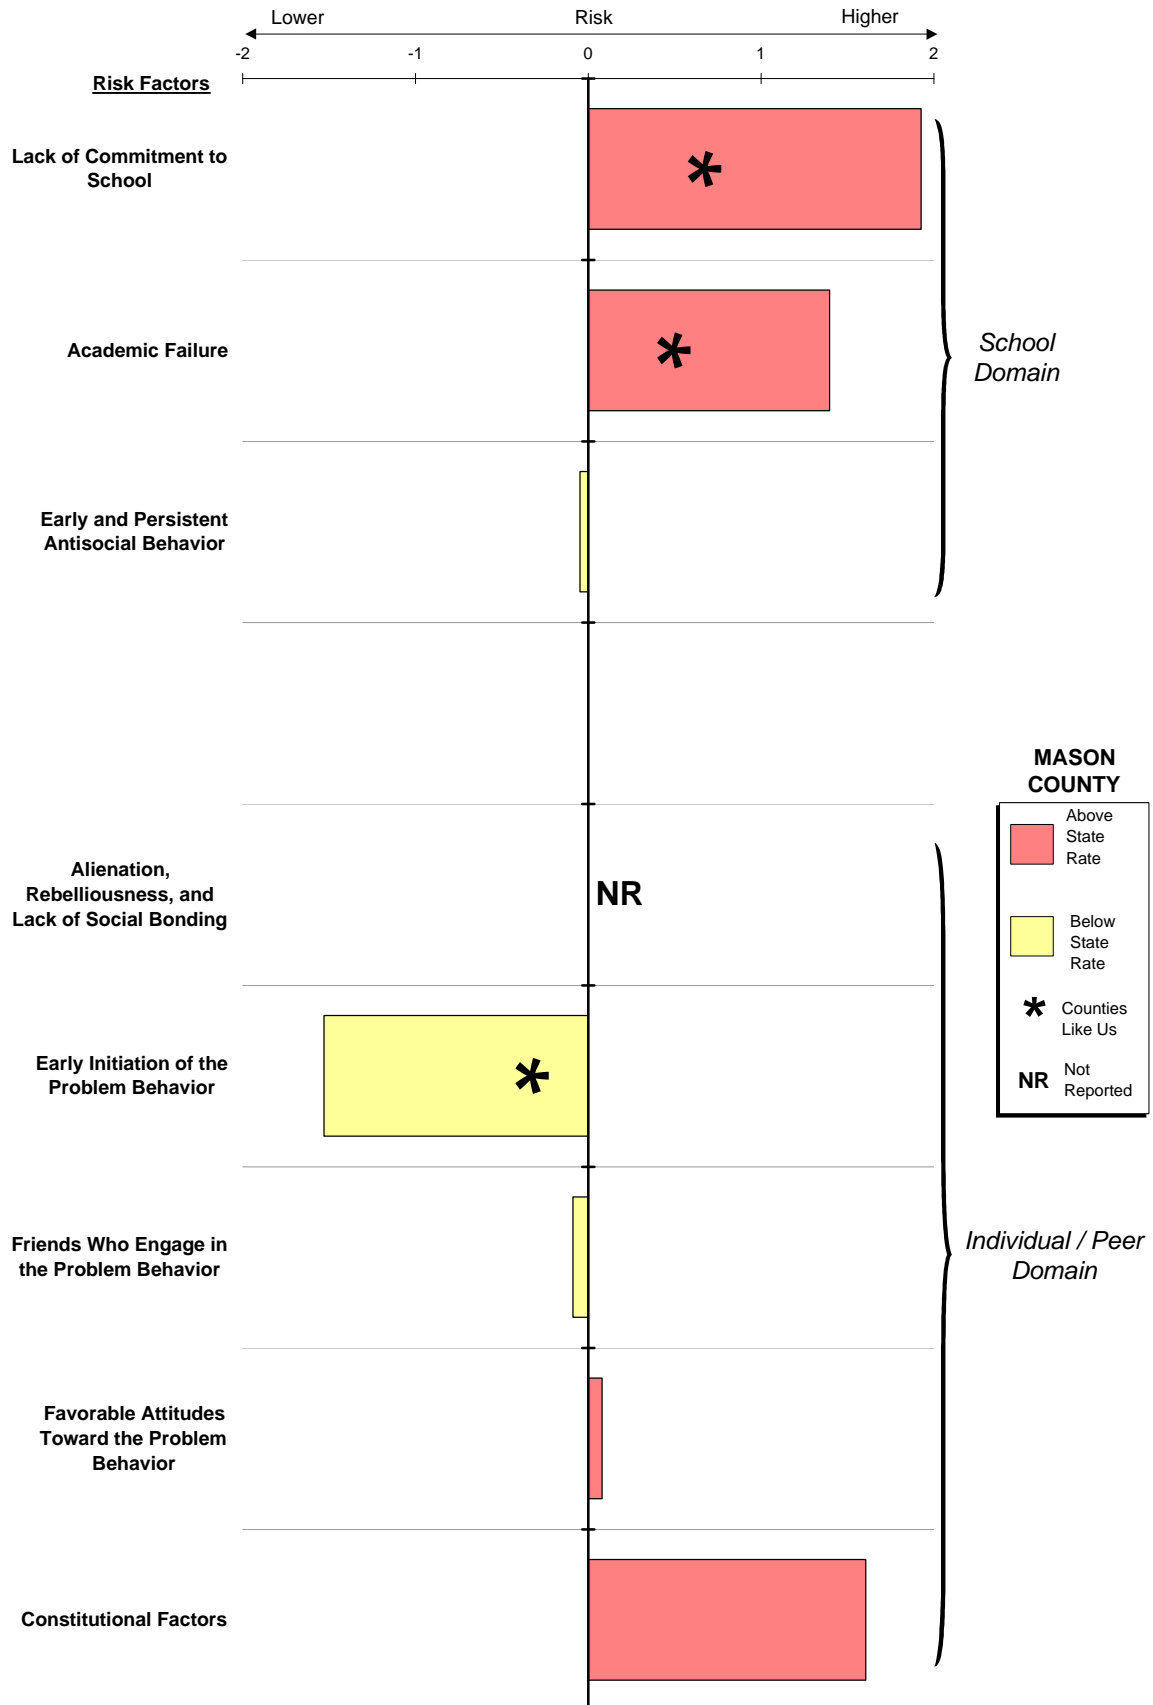 Lower Risk Higher
-2 -1 0 1 2
Risk Factors
Lack of Commitment to
School
*
Academic Failure
*
School
Domain
Early and Persistent
Antisocial Behavior
MASON
COUNTY
Above
State
Rate
Below
State
Rate
* Counties
Like Us
NR Not
Reported
Alienation,
Rebelliousness, and
Lack of Social Bonding
NR
Early Initiation of the
Problem Behavior
*
Friends Who Engage in
the Problem Behavior
Individual / Peer
Domain
Favorable Attitudes
Toward the Problem
Behavior
Constitutional Factors